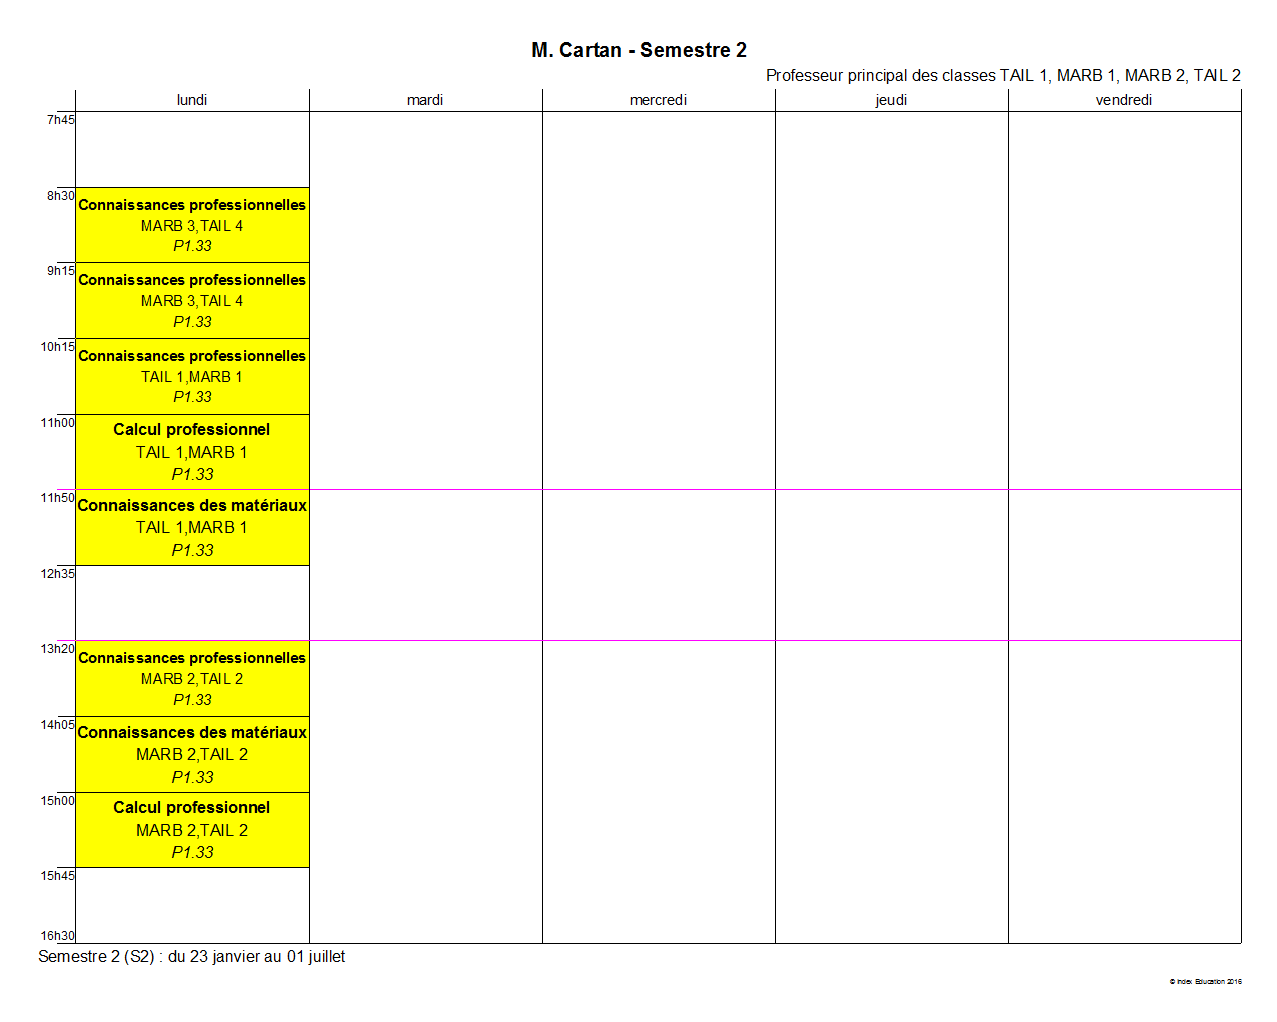 M. Cartan - Semestre 2
Professeur principal des classes TAIL 1, MARB 1, MARB 2, TAIL 2
lundi mardi mercredi jeudi vendredi
7h45
8h30
Connaissances professionnelles
MARB 3,TAIL 4
P1.33
9h15
Connaissances professionnelles
MARB 3,TAIL 4
P1.33
10h15
Connaissances professionnelles
TAIL 1,MARB 1
P1.33
11h00
Calcul professionnel
TAIL 1,MARB 1
P1.33
11h50
Connaissances des matériaux
TAIL 1,MARB 1
P1.33
12h35
13h20
Connaissances professionnelles
MARB 2,TAIL 2
P1.33
14h05
Connaissances des matériaux
MARB 2,TAIL 2
P1.33
15h00
Calcul professionnel
MARB 2,TAIL 2
P1.33
15h45
16h30
Semestre 2 (S2) : du 23 janvier au 01 juillet
© Index Education 2016